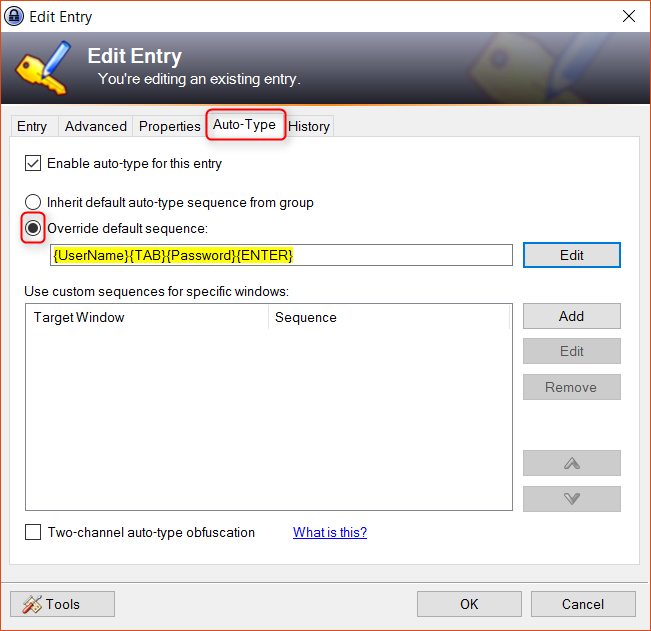 Edit Entry
Edit Entry
You're editing an existing entry.
Entry Advanced Properties Auto-Type History
Enable auto-type for this entry
Inherit default auto-type sequence from group
Override default sequence:
{UserName}{TAB}{Password}{ENTER} Edit
Use custom sequences for specific windows:
Target Window Sequence Add
Edit
Remove
Two-channel auto-type obfuscation What is this?
Tools OK Cancel